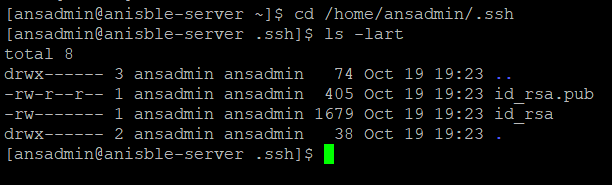 [ansadmin@anisble-server ~]$ cd /home/ansadmin/.ssh
[ansadmin@anisble-server .ssh]$ ls -lart
total 8
drwx------ 3 ansadmin ansadmin   74 Oct 19 19:23 ..
-rw-r--r-- 1 ansadmin ansadmin  405 Oct 19 19:23 id_rsa.pub
-rw------- 1 ansadmin ansadmin 1679 Oct 19 19:23 id_rsa
drwx------ 2 ansadmin ansadmin   38 Oct 19 19:23 .
[ansadmin@anisble-server .ssh]$